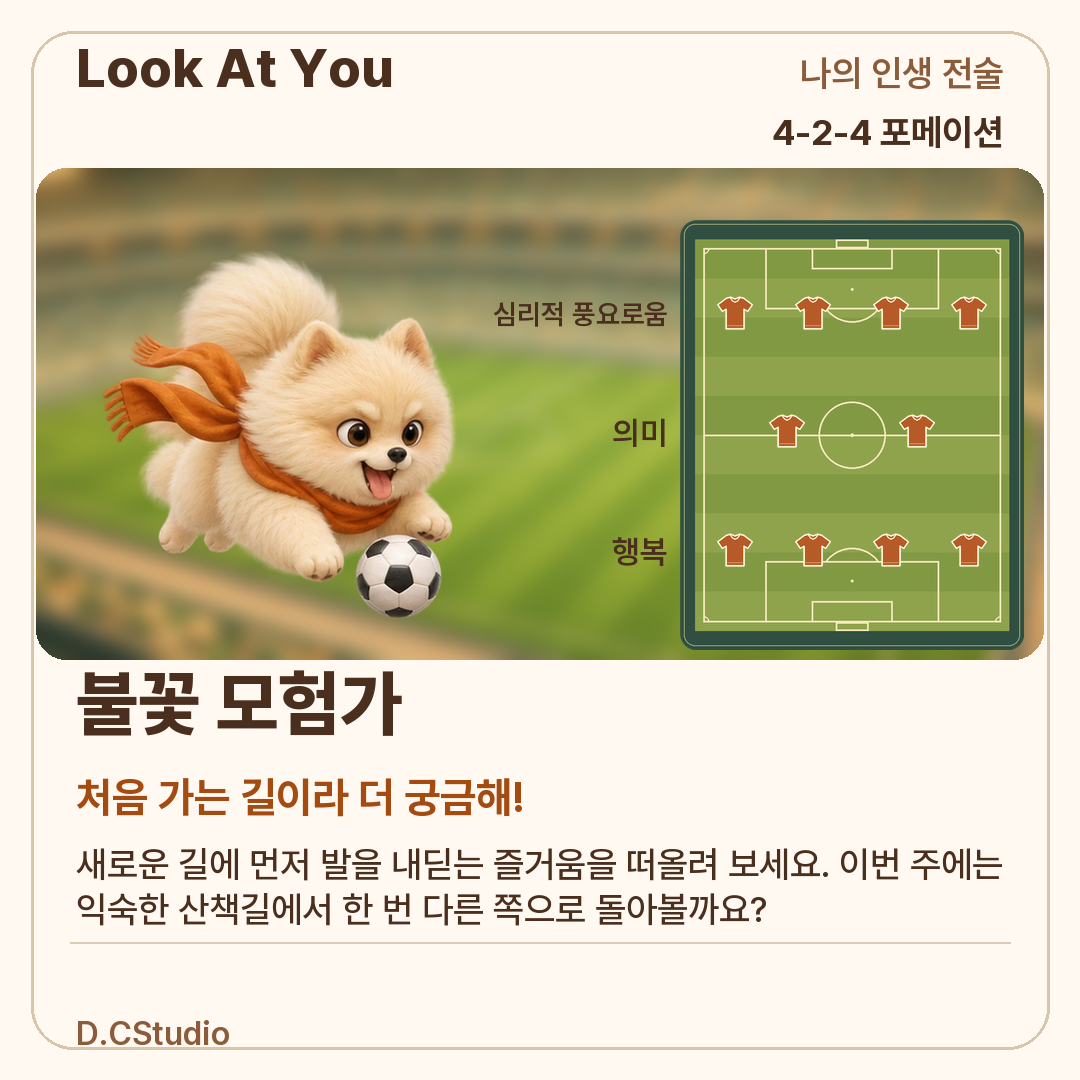 Look At You
나의 인생 전술
4-2-4 포메이션
심리적 풍요로움
의미
행복
불꽃 모험가
처음 가는 길이라 더 궁금해!
새로운 길에 먼저 발을 내딛는 즐거움을 떠올려 보세요. 이번 주에는
익숙한 산책길에서 한 번 다른 쪽으로 돌아볼까요?
D.CStudio